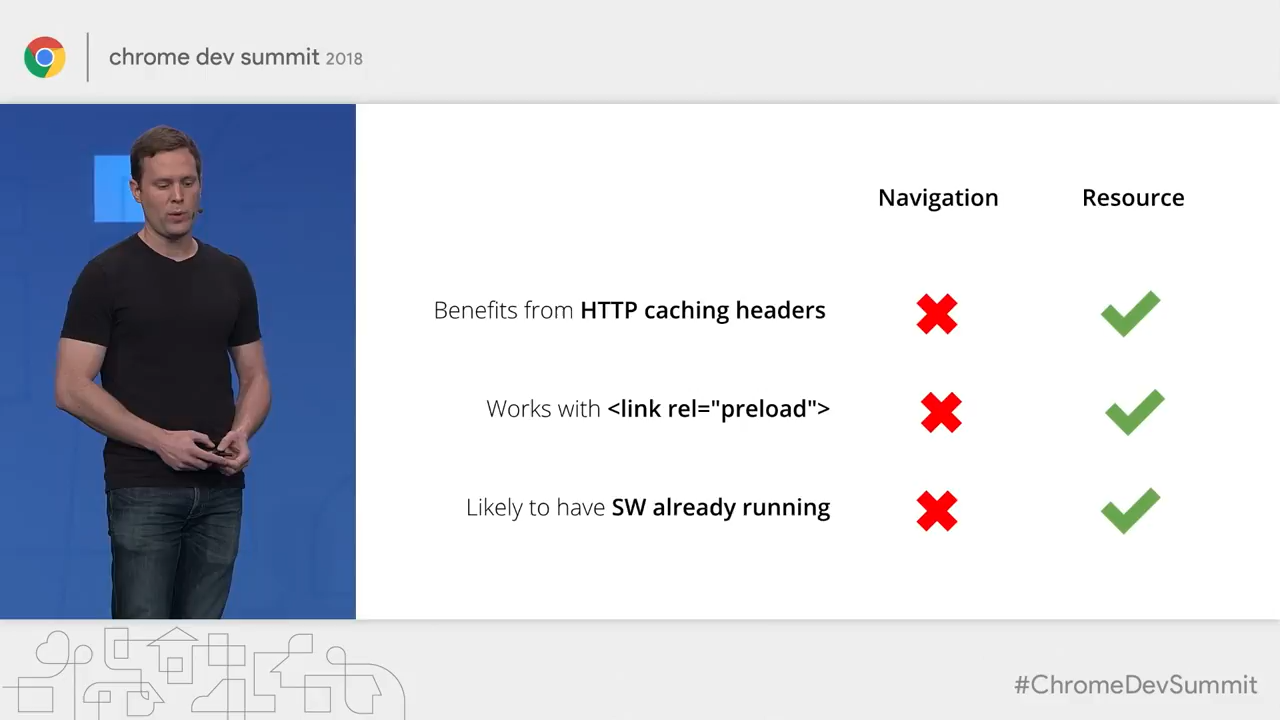 chrome dev summit 2018
Navigation Resource
Benefits from HTTP caching headers
Works with <link rel="preload">
Likely to have SW already running
#ChromeDevSummit